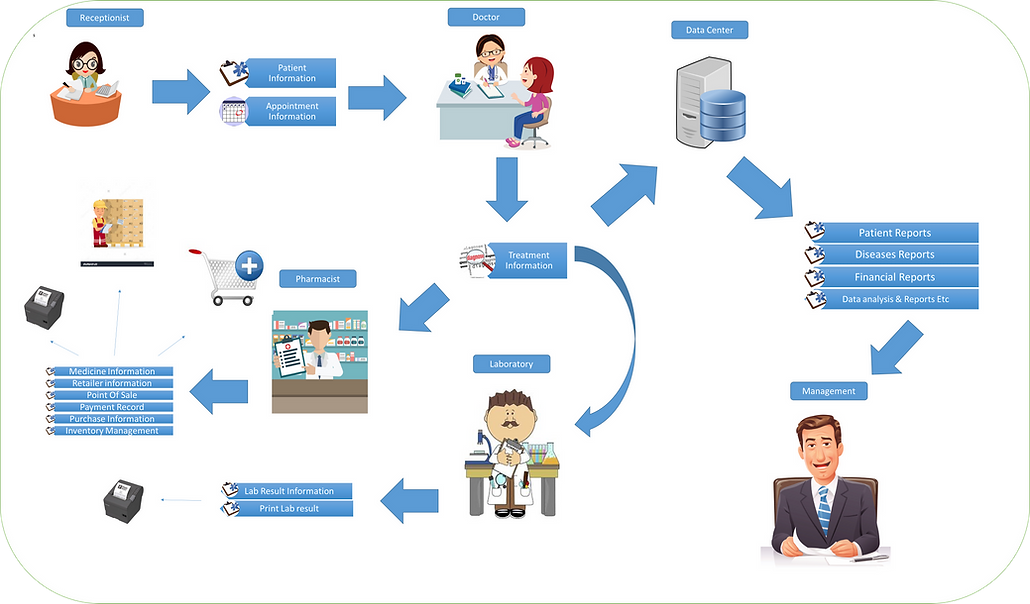 Receptionist
Doctor
Data Center
Patient
Information
Appointment
Information
Patient Reports
Diseases Reports
Financial Reports
Data analysis & Reports Etc
Treatment
Information
Pharmacist
Laboratory
Medicine Information
Retailer information
Point Of Sale
Payment Record
Purchase Information
Inventory Management
Management
Lab Result Information
Print Lab result